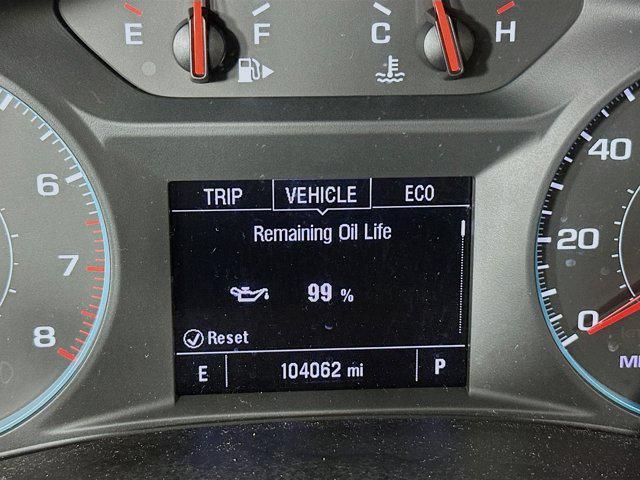 E F C H
TRIP VEHICLE ECO
Remaining Oil Life
99 %
Reset
E 104062 mi P
6
7
8
40
20
0